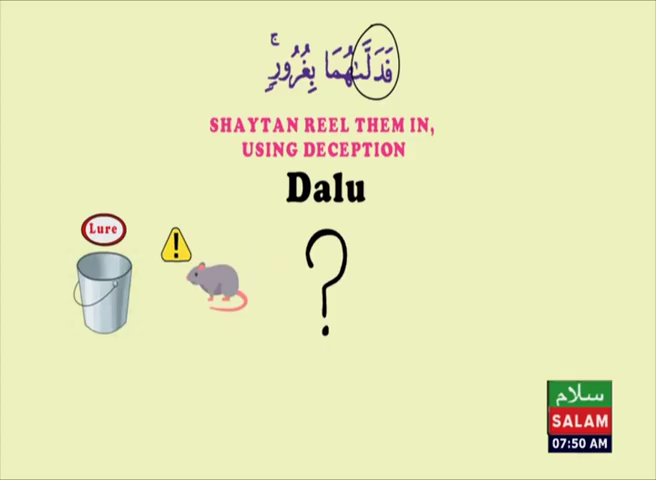 فَدَلَّىٰهُمَا بِغُرُورٍۚ
SHAYTAN REEL THEM IN,
USING DECEPTION
Dalu
Lure
!
?
سلام
SALAM
07:50 AM